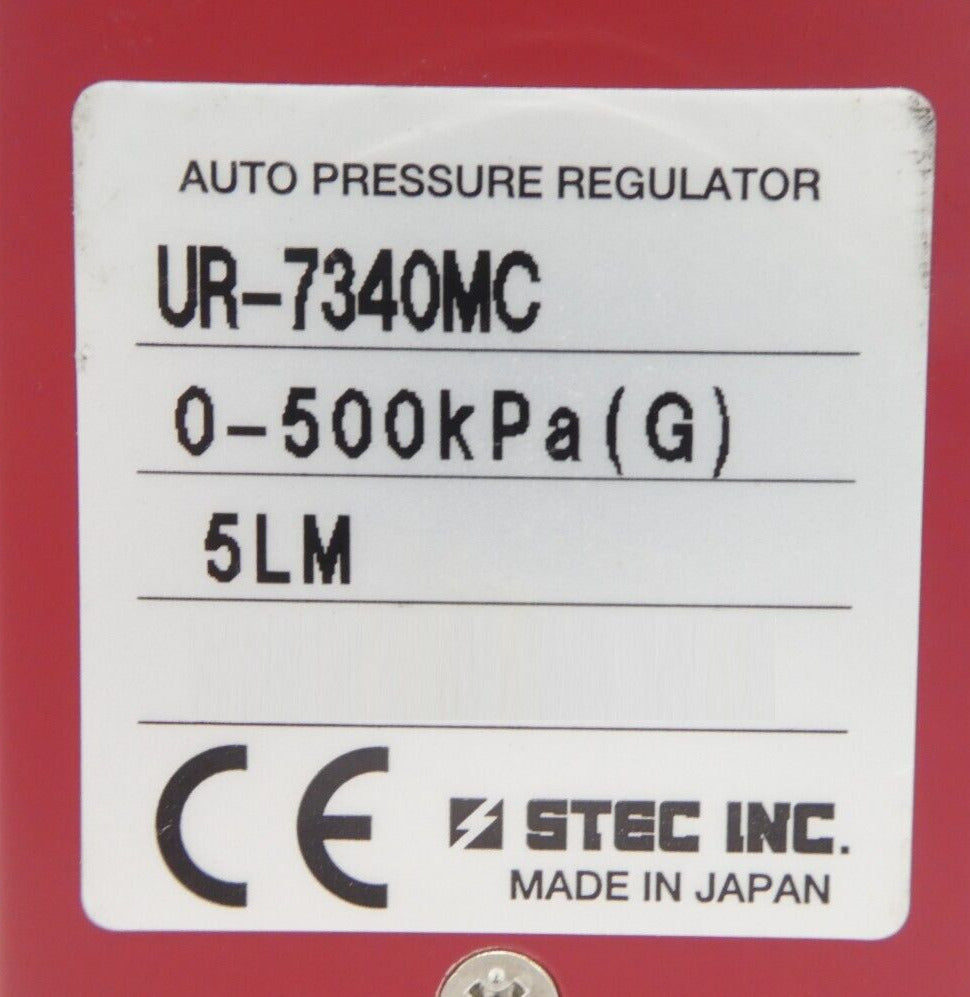 AUTO PRESSURE REGULATOR
UR-7340MC
0-500kPa(G)
5LM
CE
STEC INC.
MADE IN JAPAN